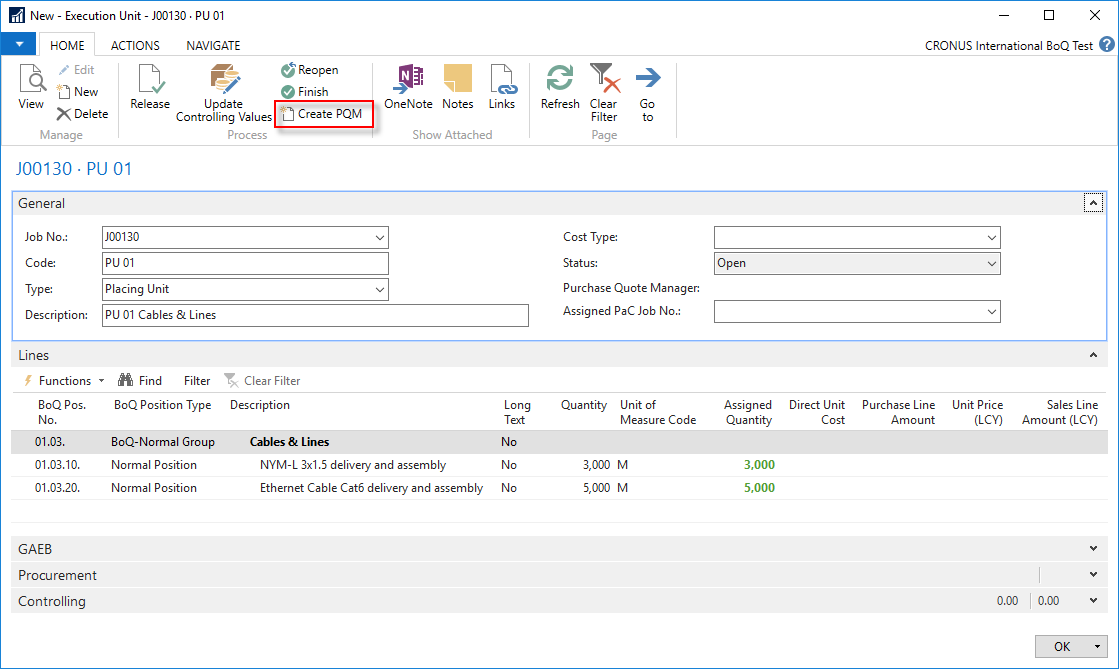 New - Execution Unit - J00130 · PU 01
HOME ACTIONS NAVIGATE CRONUS International BoQ Test ?
View Edit New Delete
Manage
Release Update Controlling Values Reopen Finish Create PQM
Process
OneNote Notes Links
Show Attached
Refresh Clear Filter Go to
Page
J00130 · PU 01
General
Job No.: J00130
Code: PU 01
Type: Placing Unit
Description: PU 01 Cables & Lines
Cost Type:
Status: Open
Purchase Quote Manager:
Assigned PaC Job No.:
Lines
Functions Find Filter Clear Filter
BoQ Pos. No. BoQ Position Type Description Long Text Quantity Unit of Measure Code Assigned Quantity Direct Unit Cost Purchase Line Amount Unit Price (LCY) Sales Line Amount (LCY)
01.03. BoQ-Normal Group Cables & Lines No
01.03.10. Normal Position NYM-L 3x1.5 delivery and assembly No 3,000 M 3,000
01.03.20. Normal Position Ethernet Cable Cat6 delivery and assembly No 5,000 M 5,000
GAEB
Procurement
Controlling 0.00 0.00
OK